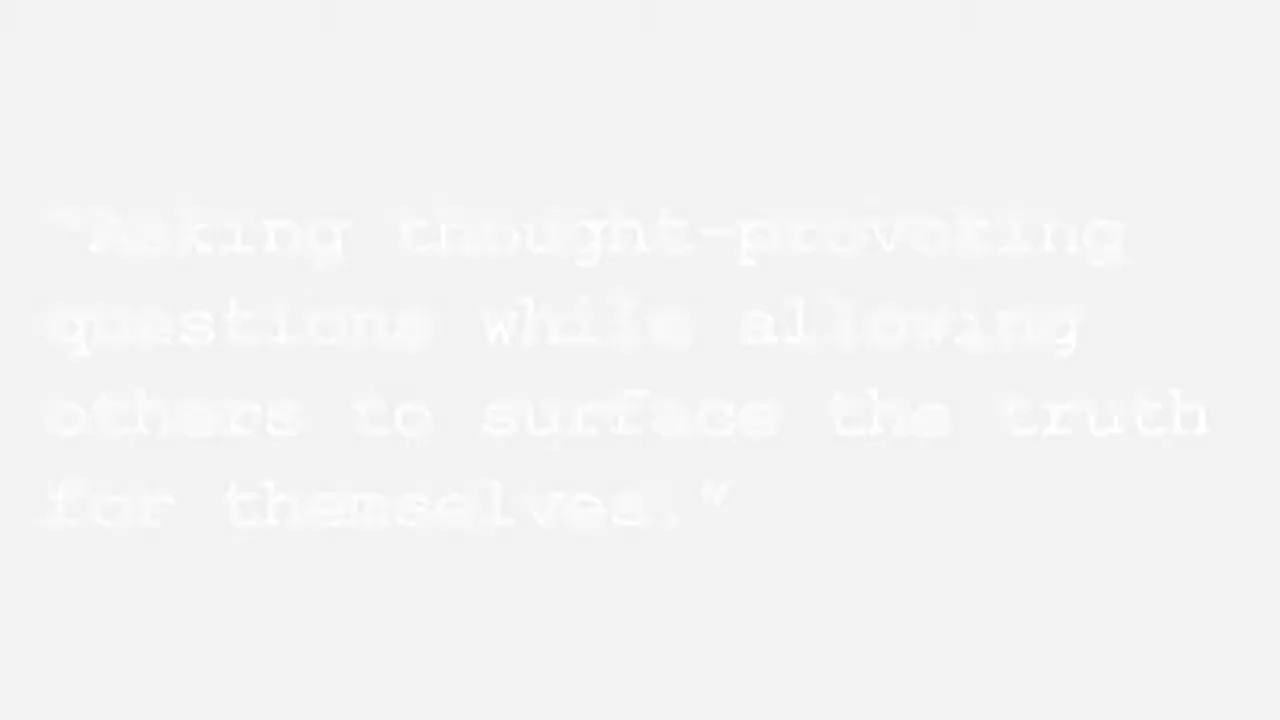 "Asking thought-provoking
questions while allowing
others to surface the truth
for themselves."